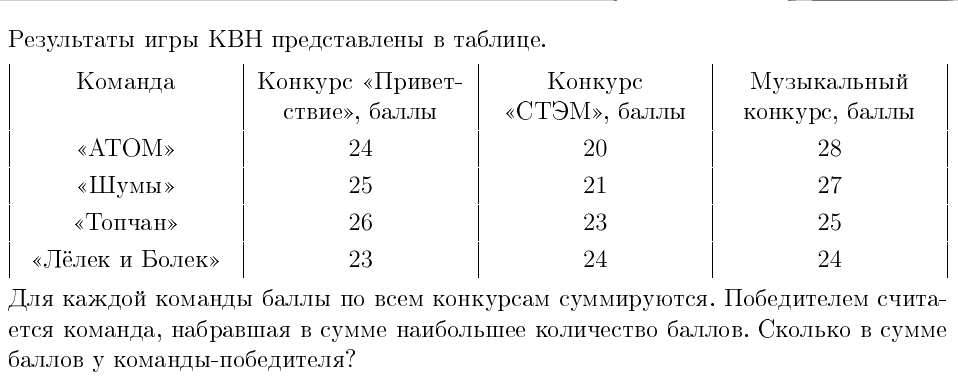 Результаты игры КВН представлены в таблице.
Команда Конкурс «Привет- Конкурс Музыкальный
ствие», баллы «СТЭМ», баллы конкурс, баллы
«АТОМ» 24 20 28
«Шумы» 25 21 27
«Топчан» 26 23 25
«Лёлек и Болек» 23 24 24
Для каждой команды баллы по всем конкурсам суммируются. Победителем счита-
ется команда, набравшая в сумме наибольшее количество баллов. Сколько в сумме
баллов у команды-победителя?